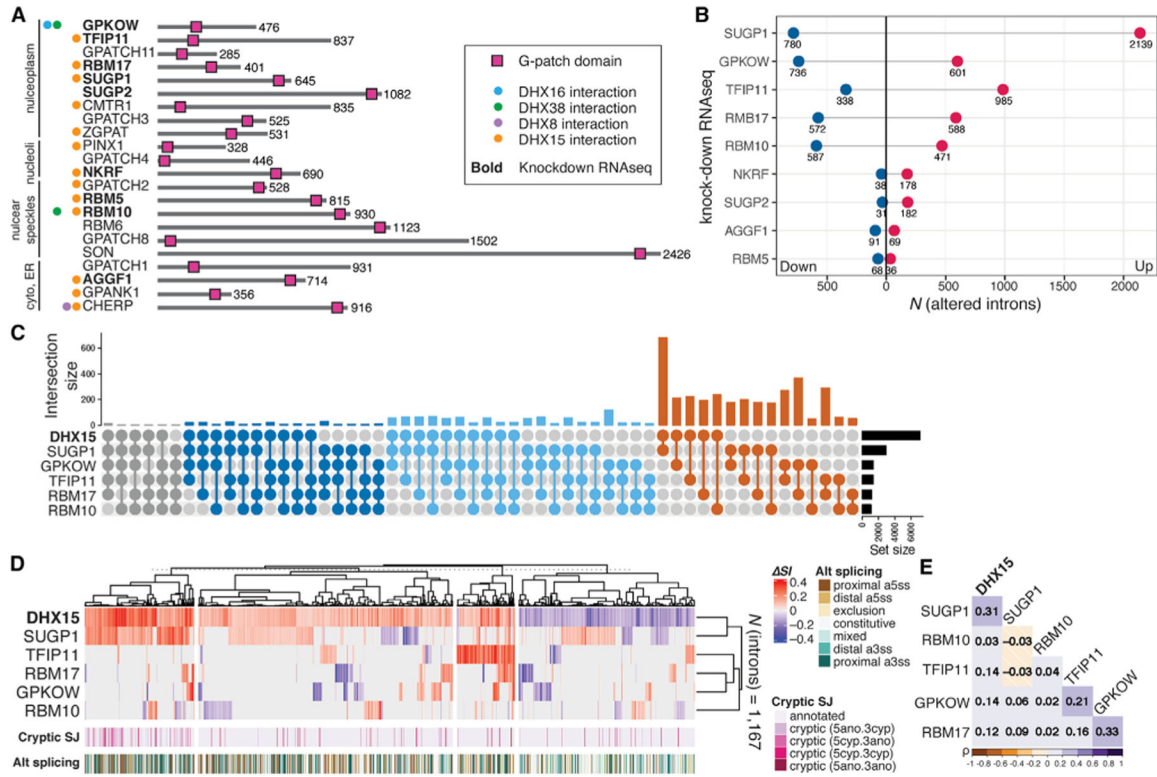 A
nulceoplasm
nucleoli
nulcear speckles
cyto, ER
GPKOW 476
TFIP11 837
GPATCH11 285
RBM17 401
SUGP1 645
SUGP2 1082
CMTR1 835
GPATCH3 525
ZGPAT 531
PINX1 328
GPATCH4 446
NKRF 690
GPATCH2 528
RBM5 815
RBM10 930
RBM6 1123
GPATCH8 1502
SON 2426
GPATCH1 931
AGGF1 714
GPANK1 356
CHERP 916
G-patch domain
DHX16 interaction
DHX38 interaction
DHX8 interaction
DHX15 interaction
Bold Knockdown RNAseq
B
knock-down RNAseq
SUGP1 780 2139
GPKOW 736 601
TFIP11 338 985
RMB17 572 588
RBM10 587 471
NKRF 38 178
SUGP2 31 182
AGGF1 91 69
RBM5 68 36
Down Up
500 0 500 1000 1500 2000
N (altered introns)
C
Intersection
size
600
400
200
0
DHX15
SUGP1
GPKOW
TFIP11
RBM17
RBM10
0 2000 4000 6000
Set size
D
DHX15
SUGP1
TFIP11
RBM17
GPKOW
RBM10
Cryptic SJ
Alt splicing
N (introns) = 1,167
ΔSI
0.4
0.2
0
−0.2
−0.4
Alt splicing
proximal a5ss
distal a5ss
exclusion
constitutive
mixed
distal a3ss
proximal a3ss
Cryptic SJ
annotated
cryptic (5ano.3cyp)
cryptic (5cyp.3ano)
cryptic (5cyp.3cyp)
cryptic (5ano.3ano)
E
DHX15
SUGP1 0.31 SUGP1
RBM10 0.03 −0.03 RBM10
TFIP11 0.14 −0.03 0.04 TFIP11
GPKOW 0.14 0.06 0.02 0.21 GPKOW
RBM17 0.12 0.09 0.02 0.16 0.33
ρ
-1 -0.8 -0.6 -0.4 -0.2 0 0.2 0.4 0.6 0.8 1